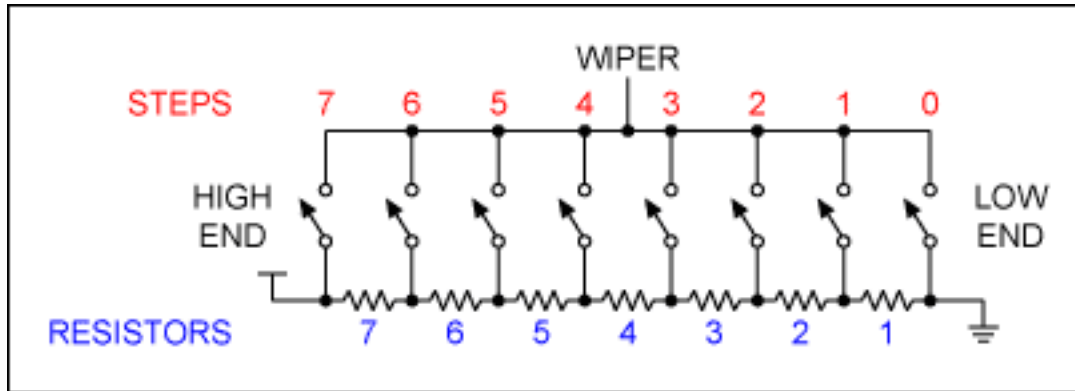 WIPER
STEPS 7 6 5 4 3 2 1 0
HIGH END
LOW END
RESISTORS 7 6 5 4 3 2 1